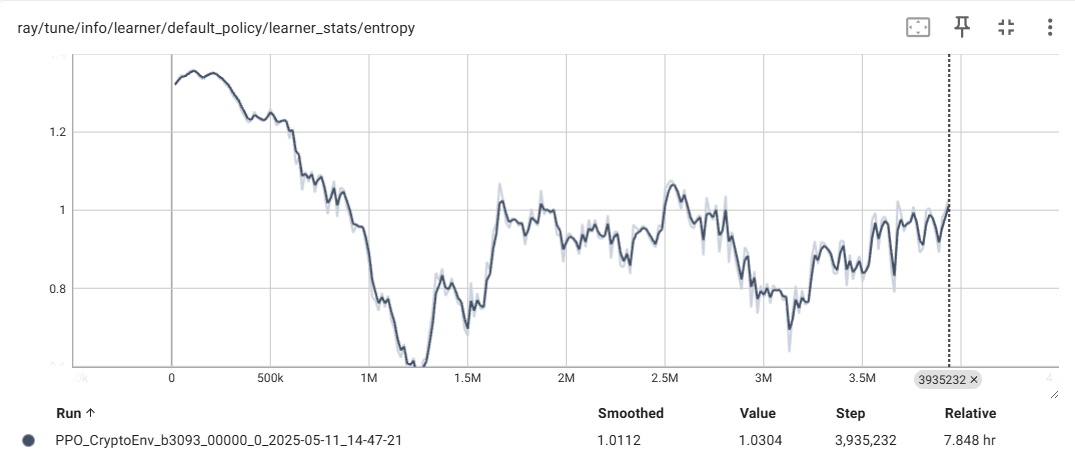 ray/tune/info/learner/default_policy/learner_stats/entropy
1.2
1
0.8
0 500k 1M 1.5M 2M 2.5M 3M 3.5M 3935232 × 4
Run ↑ Smoothed Value Step Relative
PPO_CryptoEnv_b3093_00000_0_2025-05-11_14-47-21 1.0112 1.0304 3,935,232 7.848 hr